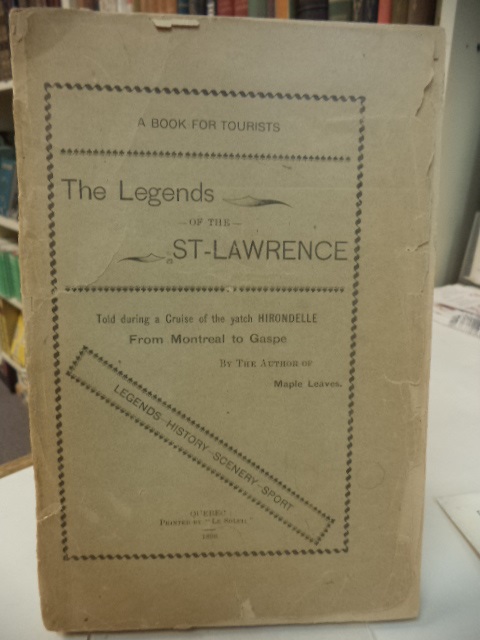 A BOOK FOR TOURISTS
The Legends
—OF THE—
ST-LAWRENCE
Told during a Cruise of the yatch HIRONDELLE
From Montreal to Gaspe
BY THE AUTHOR OF
Maple Leaves.
LEGENDS—HISTORY—SCENERY—SPORT
QUEBEC
PRINTED BY "LE SOLEIL"